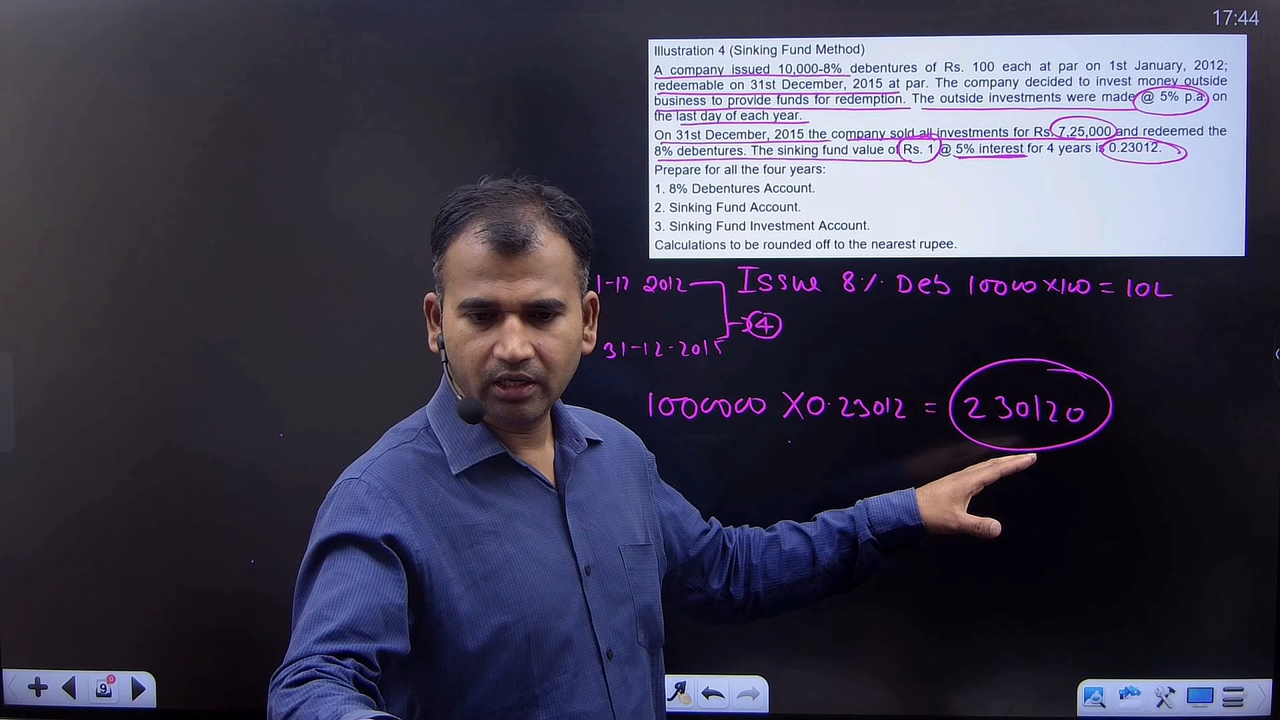 17:44
Illustration 4 (Sinking Fund Method)
A company issued 10,000-8% debentures of Rs. 100 each at par on 1st January, 2012;
redeemable on 31st December, 2015 at par. The company decided to invest money outside
business to provide funds for redemption. The outside investments were made @ 5% p.a. on
the last day of each year.
On 31st December, 2015 the company sold all investments for Rs. 7,25,000 and redeemed the
8% debentures. The sinking fund value of Rs. 1 @ 5% interest for 4 years is 0.23012.
Prepare for all the four years:
1. 8% Debentures Account.
2. Sinking Fund Account.
3. Sinking Fund Investment Account.
Calculations to be rounded off to the nearest rupee.
2012 Issue 8% Deb 10000×100 = 10L
4
31-12-2015
1000000 X0.23012 = 230120
9